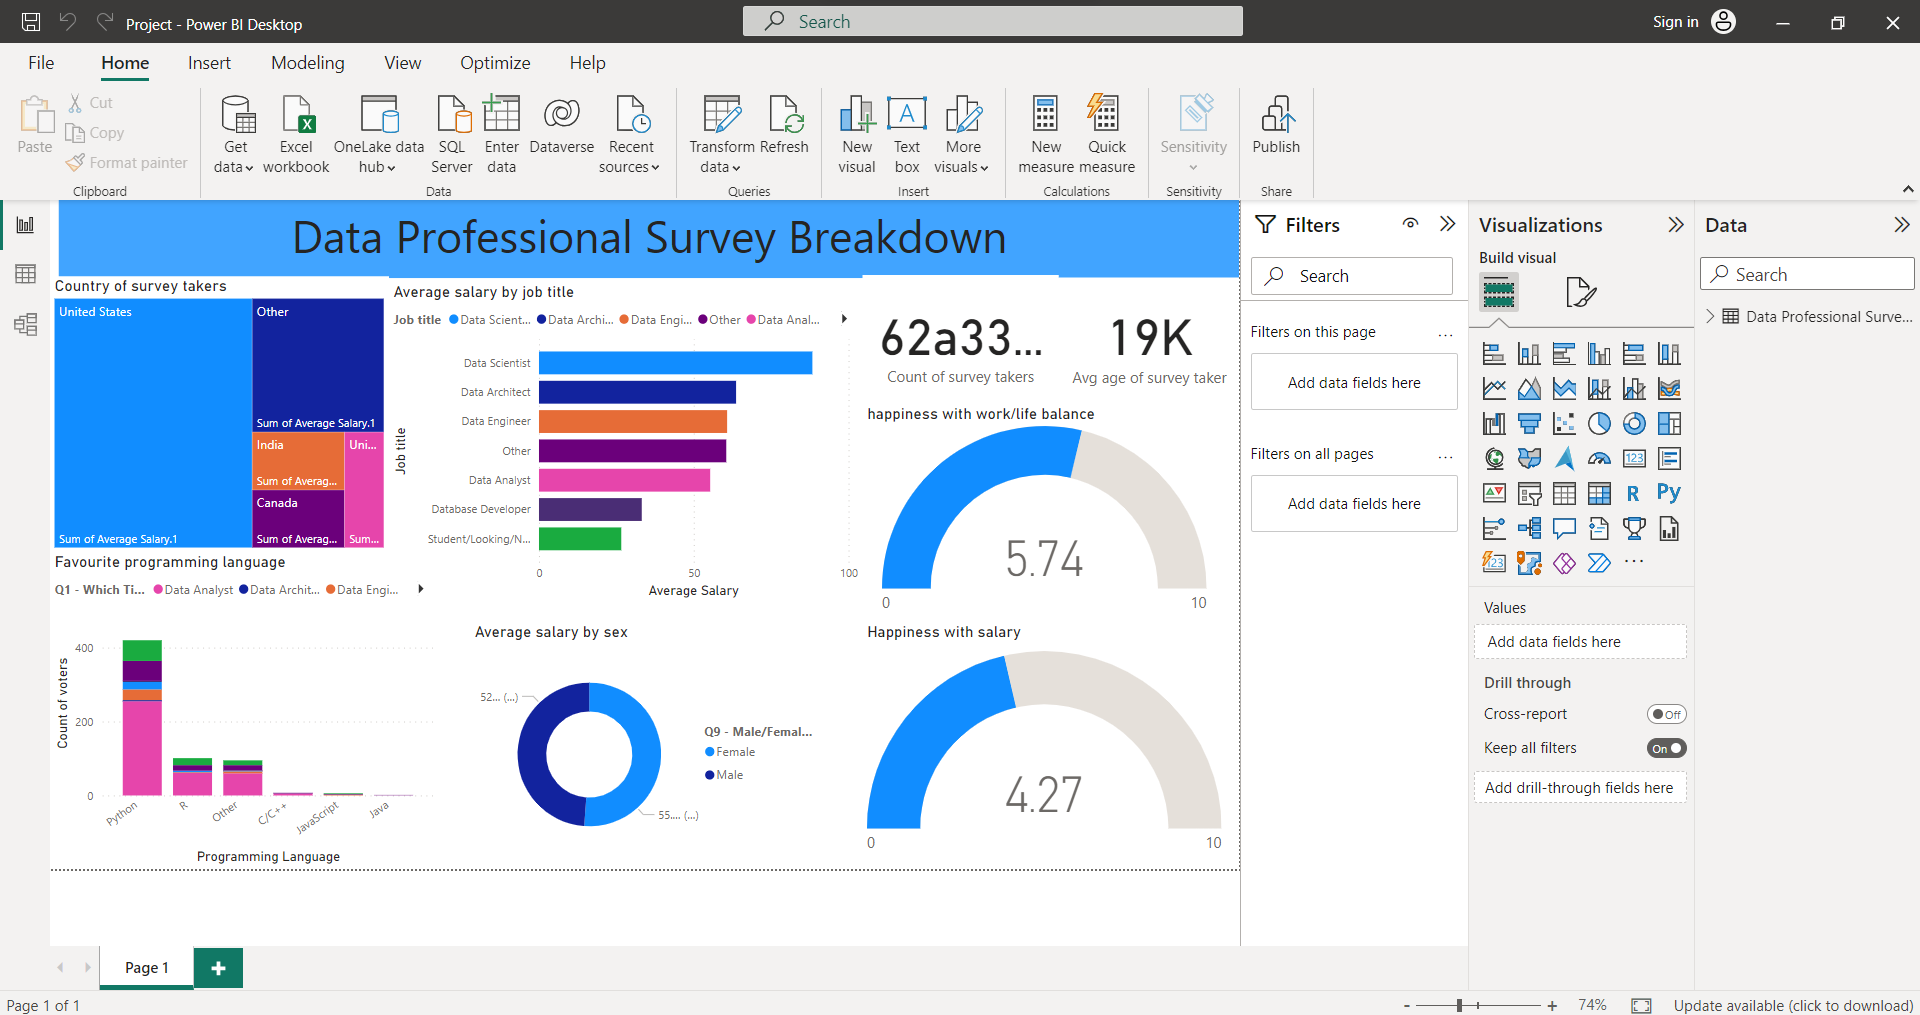 Project - Power BI Desktop
Search
Sign in
File
Home
Insert
Modeling
View
Optimize
Help
Paste
Cut
Copy
Format painter
Clipboard
Get data
Excel workbook
OneLake data hub
SQL Server
Enter data
Dataverse
Recent sources
Data
Transform data
Refresh
Queries
New visual
A
Text box
More visuals
Insert
New measure
Quick measure
Calculations
Sensitivity
Sensitivity
Publish
Share
Data Professional Survey Breakdown
Country of survey takers
United States
Sum of Average Salary.1
Other
Sum of Average Salary.1
India
Sum of Averag...
Canada
Sum of Averag...
Uni...
Sum...
Average salary by job title
Job title
Data Scient...
Data Archi...
Data Engi...
Other
Data Anal...
Job title
Data Scientist
Data Architect
Data Engineer
Other
Data Analyst
Database Developer
Student/Looking/N...
0
50
100
Average Salary
62a33...
Count of survey takers
19K
Avg age of survey taker
happiness with work/life balance
5.74
0
10
Favourite programming language
Q1 - Which Ti...
Data Analyst
Data Archit...
Data Engi...
Count of voters
400
200
0
Python
R
Other
C/C++
JavaScript
Java
Programming Language
Average salary by sex
52... (...)
55.... (...)
Q9 - Male/Femal...
Female
Male
Happiness with salary
4.27
0
10
Filters
Search
Filters on this page
...
Add data fields here
Filters on all pages
...
Add data fields here
Visualizations
Build visual
123
R
Py
123
...
Values
Add data fields here
Drill through
Cross-report
Off
Keep all filters
On
Add drill-through fields here
Data
Search
Data Professional Surve...
Page 1
+
Page 1 of 1
-
+
74%
Update available (click to download)